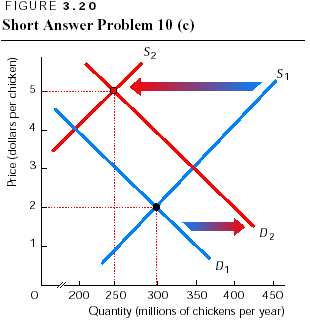 FIGURE 3.20
Short Answer Problem 10 (c)
Price (dollars per chicken)
5
4
3
2
1
0
S2
S1
D2
D1
200 250 300 350 400 450
Quantity (millions of chickens per year)